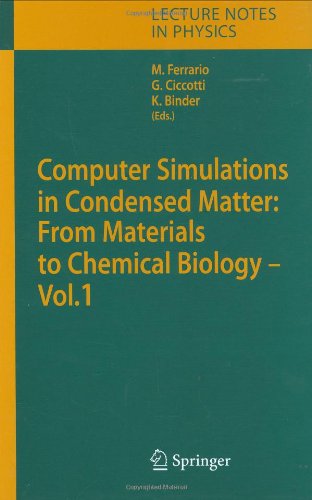 LECTURE NOTES
IN PHYSICS
M. Ferrario
G. Ciccotti
K. Binder
(Eds.)
Computer Simulations
in Condensed Matter:
From Materials
to Chemical Biology –
Vol.1
Springer